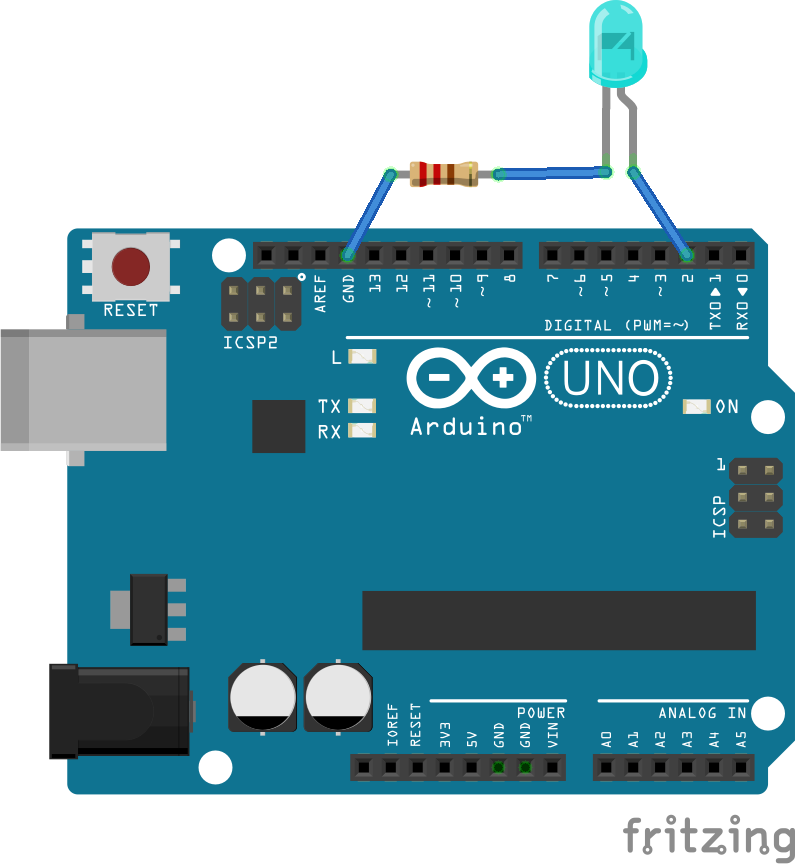 RESET
ICSP2
AREF
GND
13
12
~11
~10
~9
8
7
~6
~5
4
~3
2
TX0▶1
RX0◀0
DIGITAL (PWM=~)
L
TX
RX
Arduino™
UNO
ON
1
ICSP
IOREF
RESET
3V3
5V
GND
GND
VIN
POWER
A0
A1
A2
A3
A4
A5
ANALOG IN
fritzing